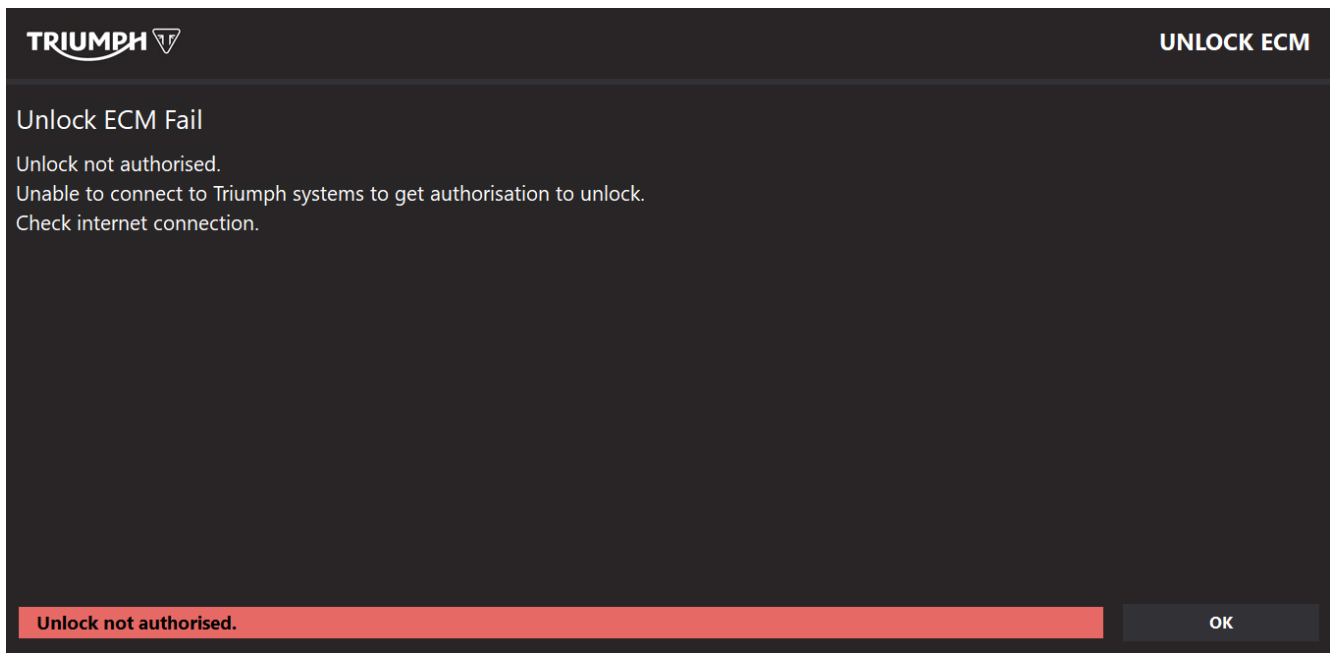 TRIUMPH
UNLOCK ECM
Unlock ECM Fail
Unlock not authorised.
Unable to connect to Triumph systems to get authorisation to unlock.
Check internet connection.
Unlock not authorised.
OK